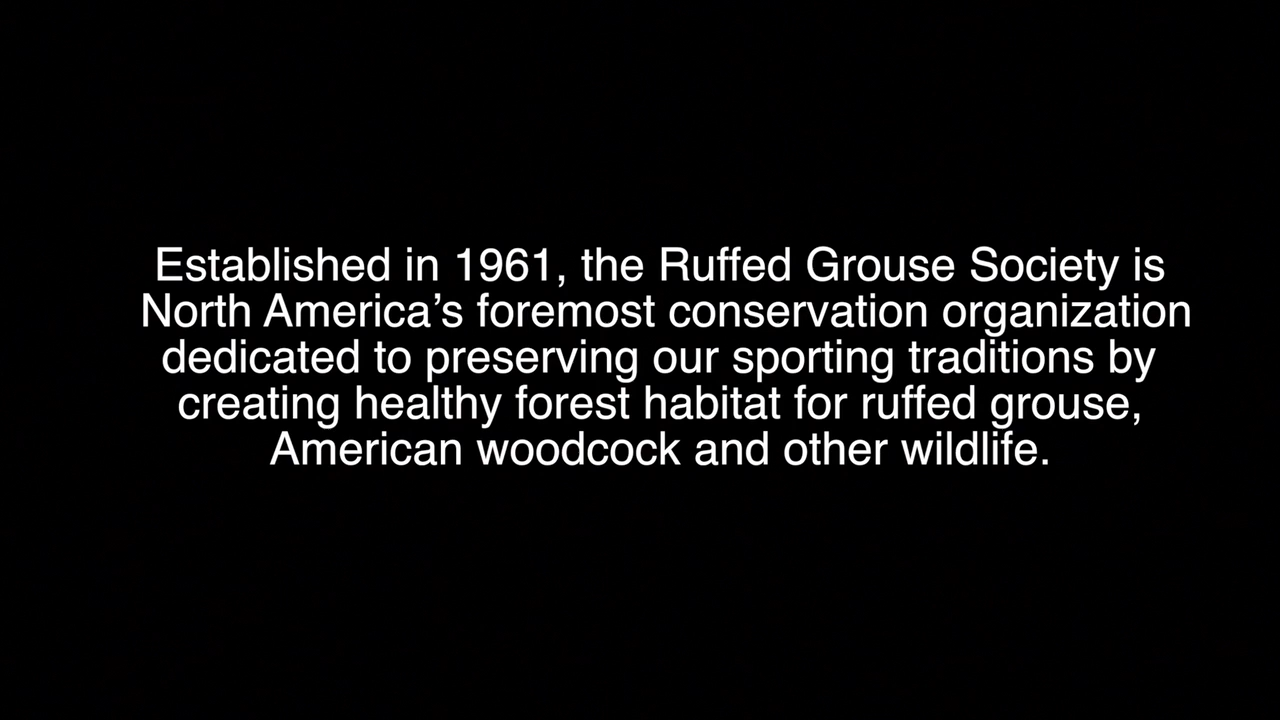 Established in 1961, the Ruffed Grouse Society is
North America’s foremost conservation organization
dedicated to preserving our sporting traditions by
creating healthy forest habitat for ruffed grouse,
American woodcock and other wildlife.